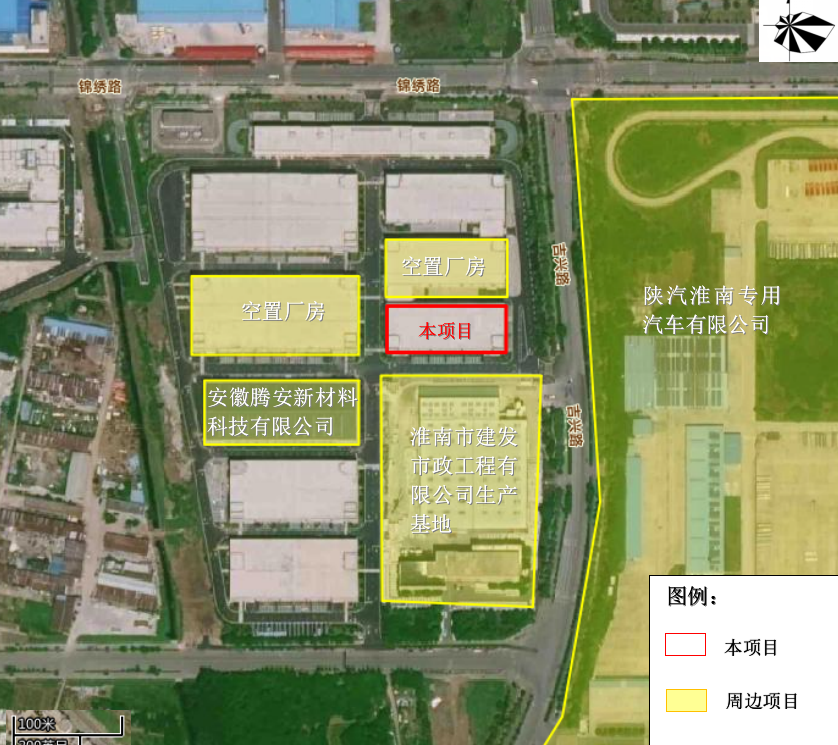 锦绣路
锦绣路
吉兴路
空置厂房
空置厂房
陕汽淮南专用
汽车有限公司
本项目
安徽腾安新材料
科技有限公司
吉兴路
淮南市建发
市政工程有
限公司生产
基地
图例：
本项目
周边项目
100米